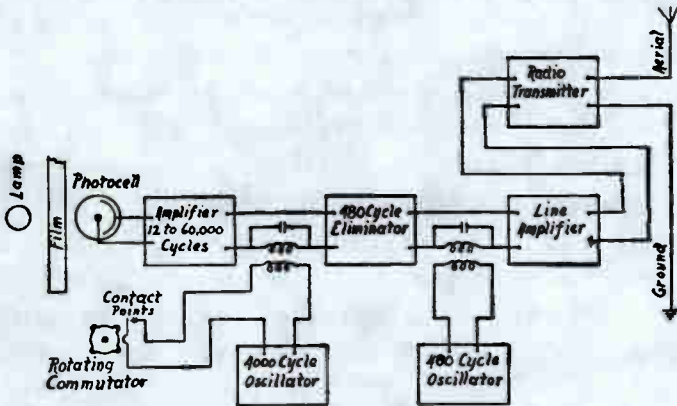 Lamp
Film
Photocell
Amplifier
12 to 60,000
Cycles
480 Cycle
Eliminator
Line
Amplifier
Radio
Transmitter
Aerial
Ground
Contact
Points
Rotating
Commutator
4000 Cycle
Oscillator
480 Cycle
Oscillator